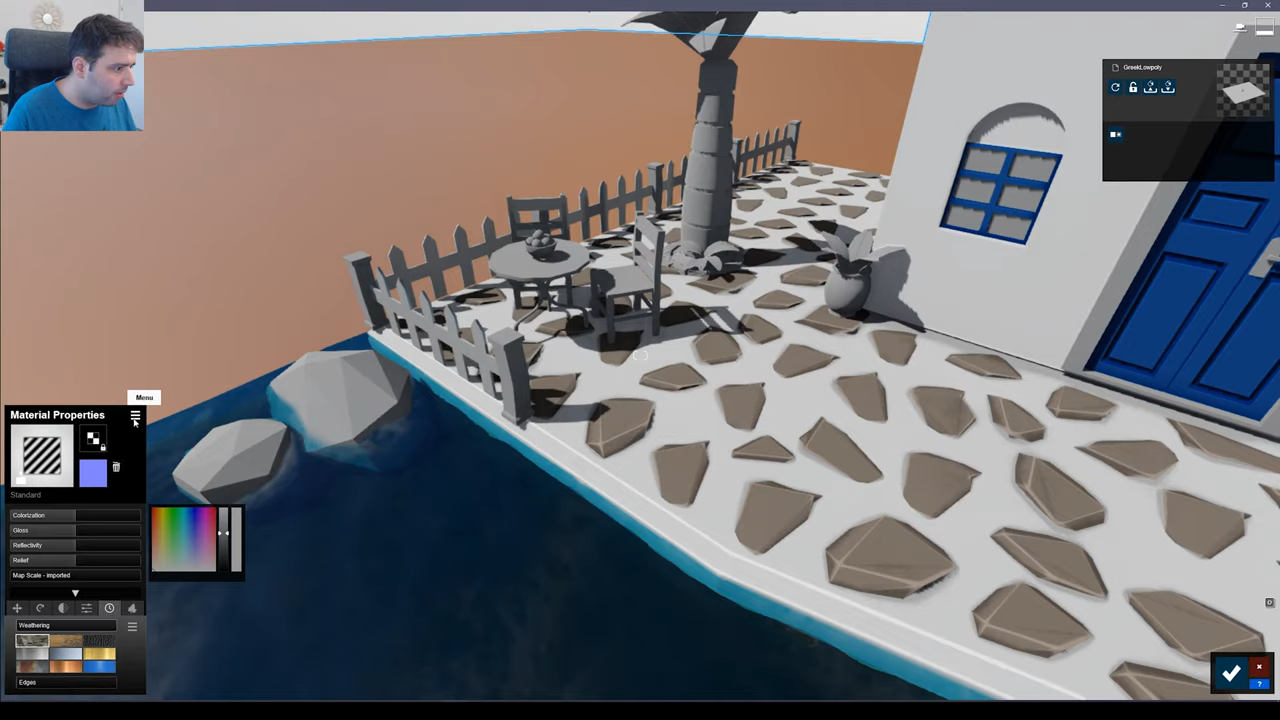 GreekLowpoly
Menu
Material Properties
Standard
Colorization
Gloss
Reflectivity
Relief
Map Scale - imported
Weathering
Edges
?